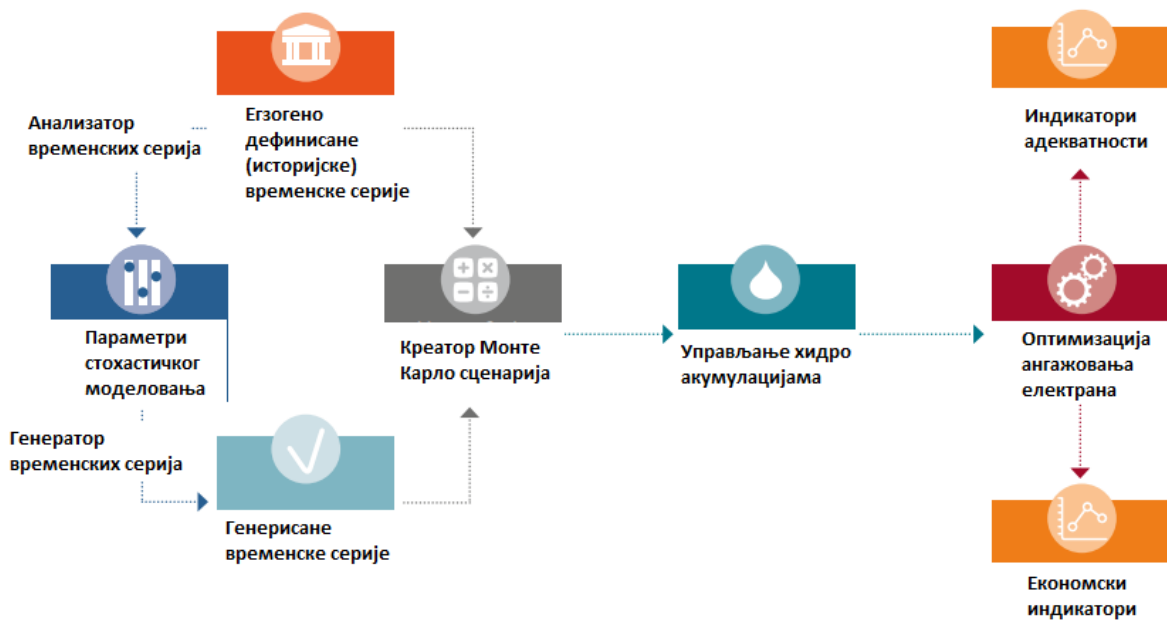 Егзогено
дефинисане
(историјске)
временске серије
Анализатор
временских серија
Параметри
стохастичког
моделовања
Генератор
временских серија
Генерисане
временске серије
Креатор Монте
Карло сценарија
Управљање хидро
акумулацијама
Оптимизација
ангажовања
електрана
Индикатори
адекватности
Економски
индикатори